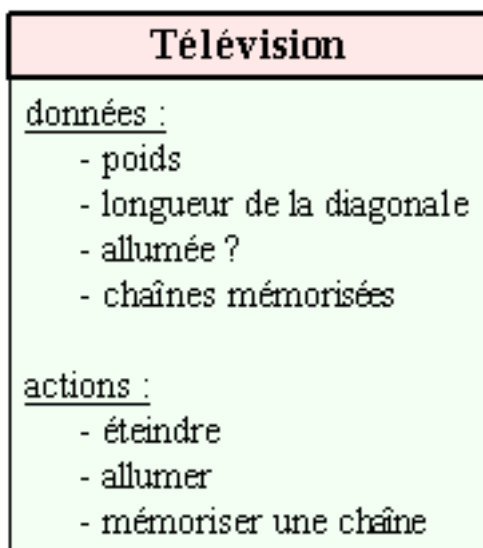 Télévision
données :
- poids
- longueur de la diagonale
- allumée ?
- chaînes mémorisées
actions :
- éteindre
- allumer
- mémoriser une chaîne